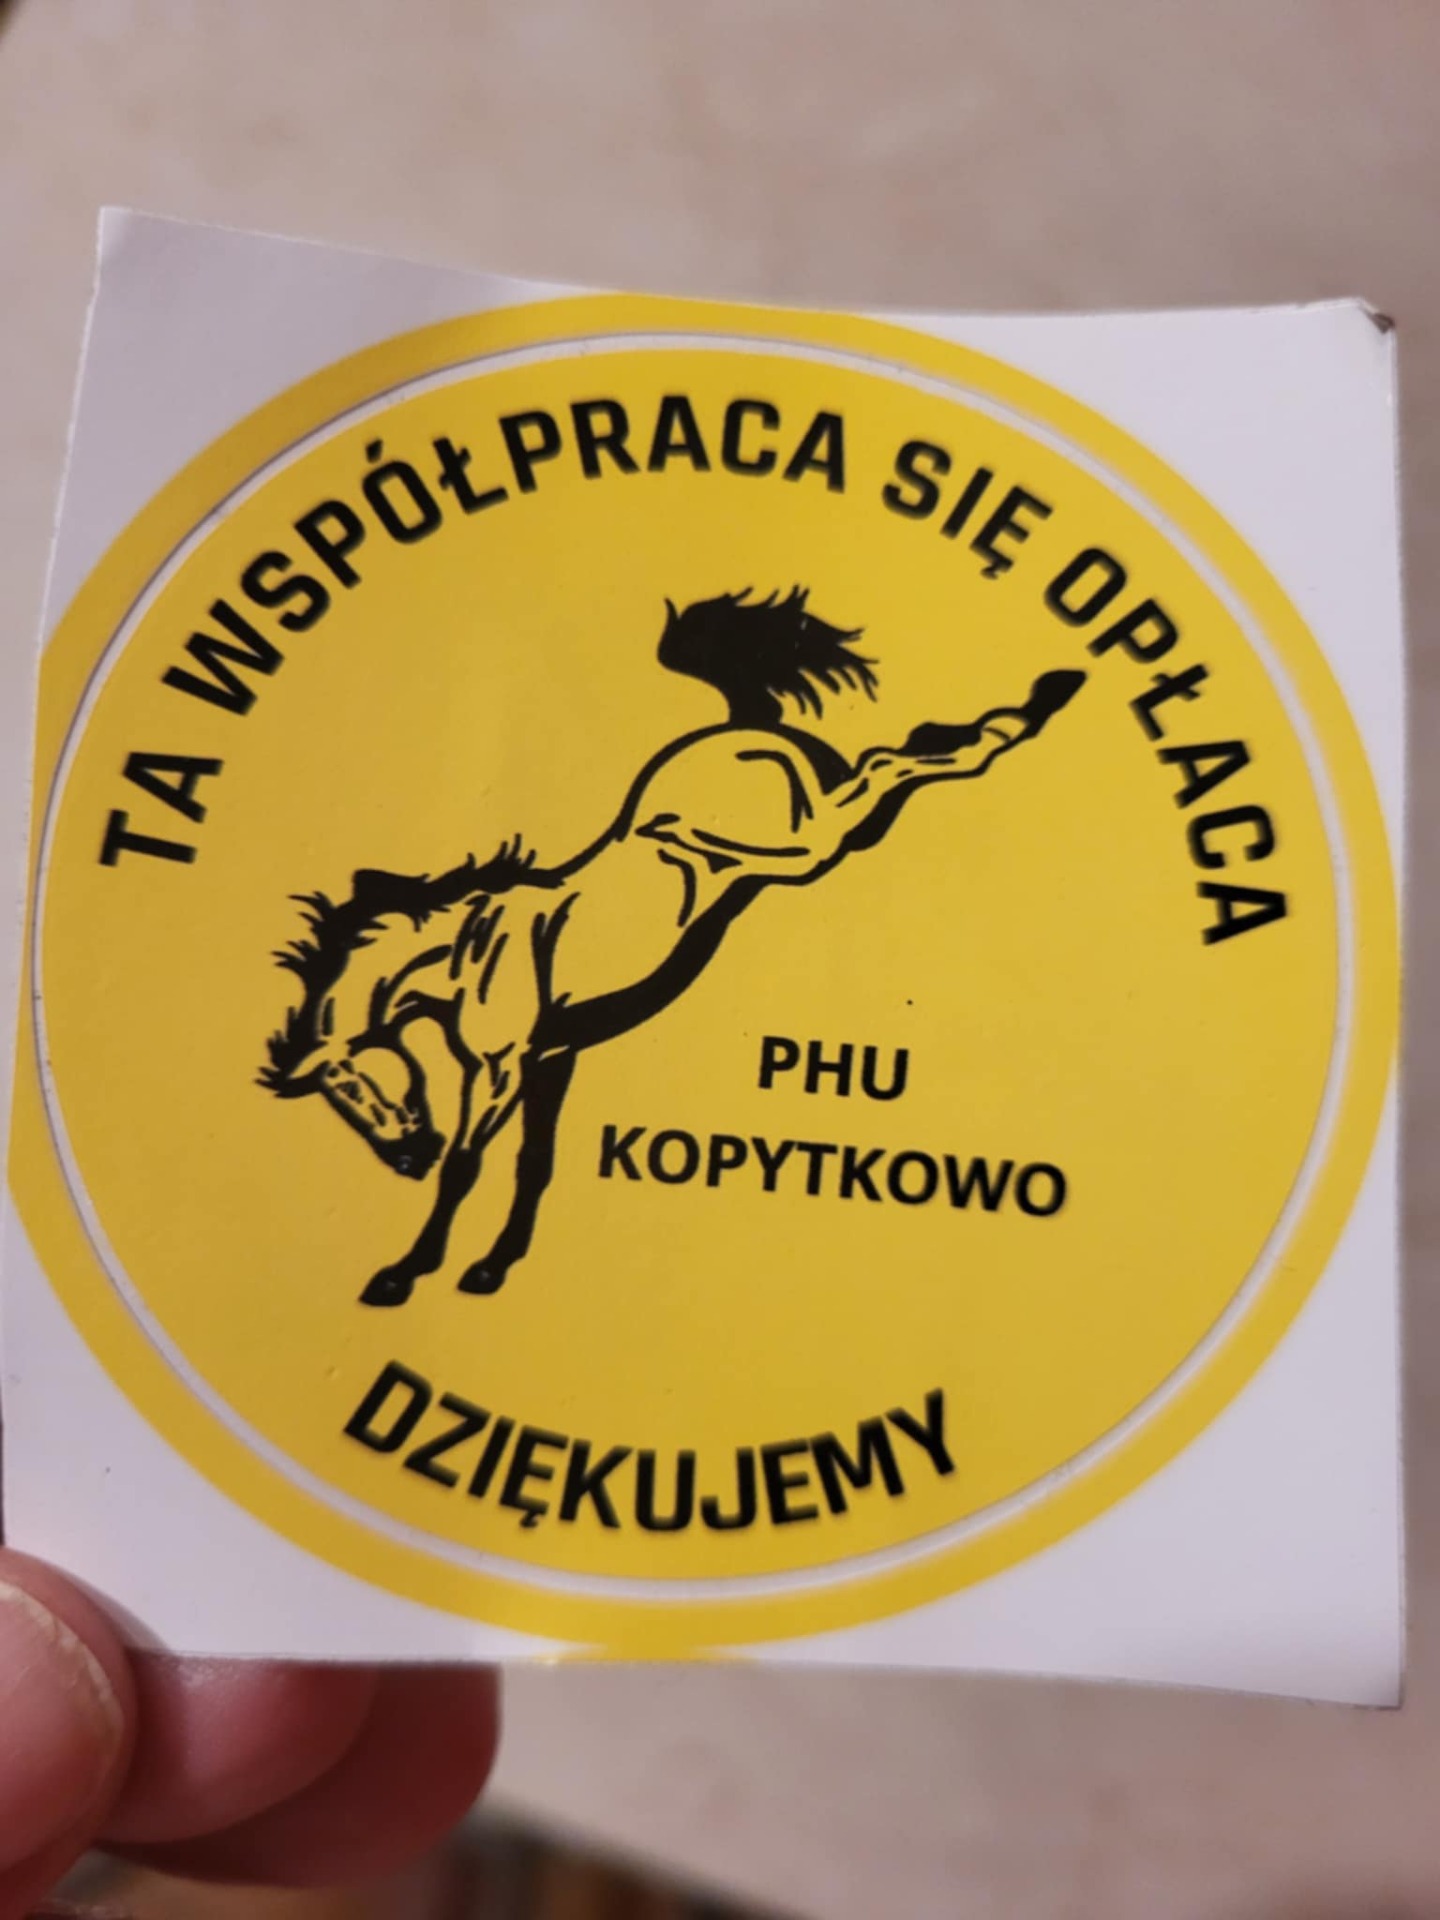 TA WSPÓŁPRACA SIĘ OPŁACA
PHU
KOPYTKOWO
DZIĘKUJEMY